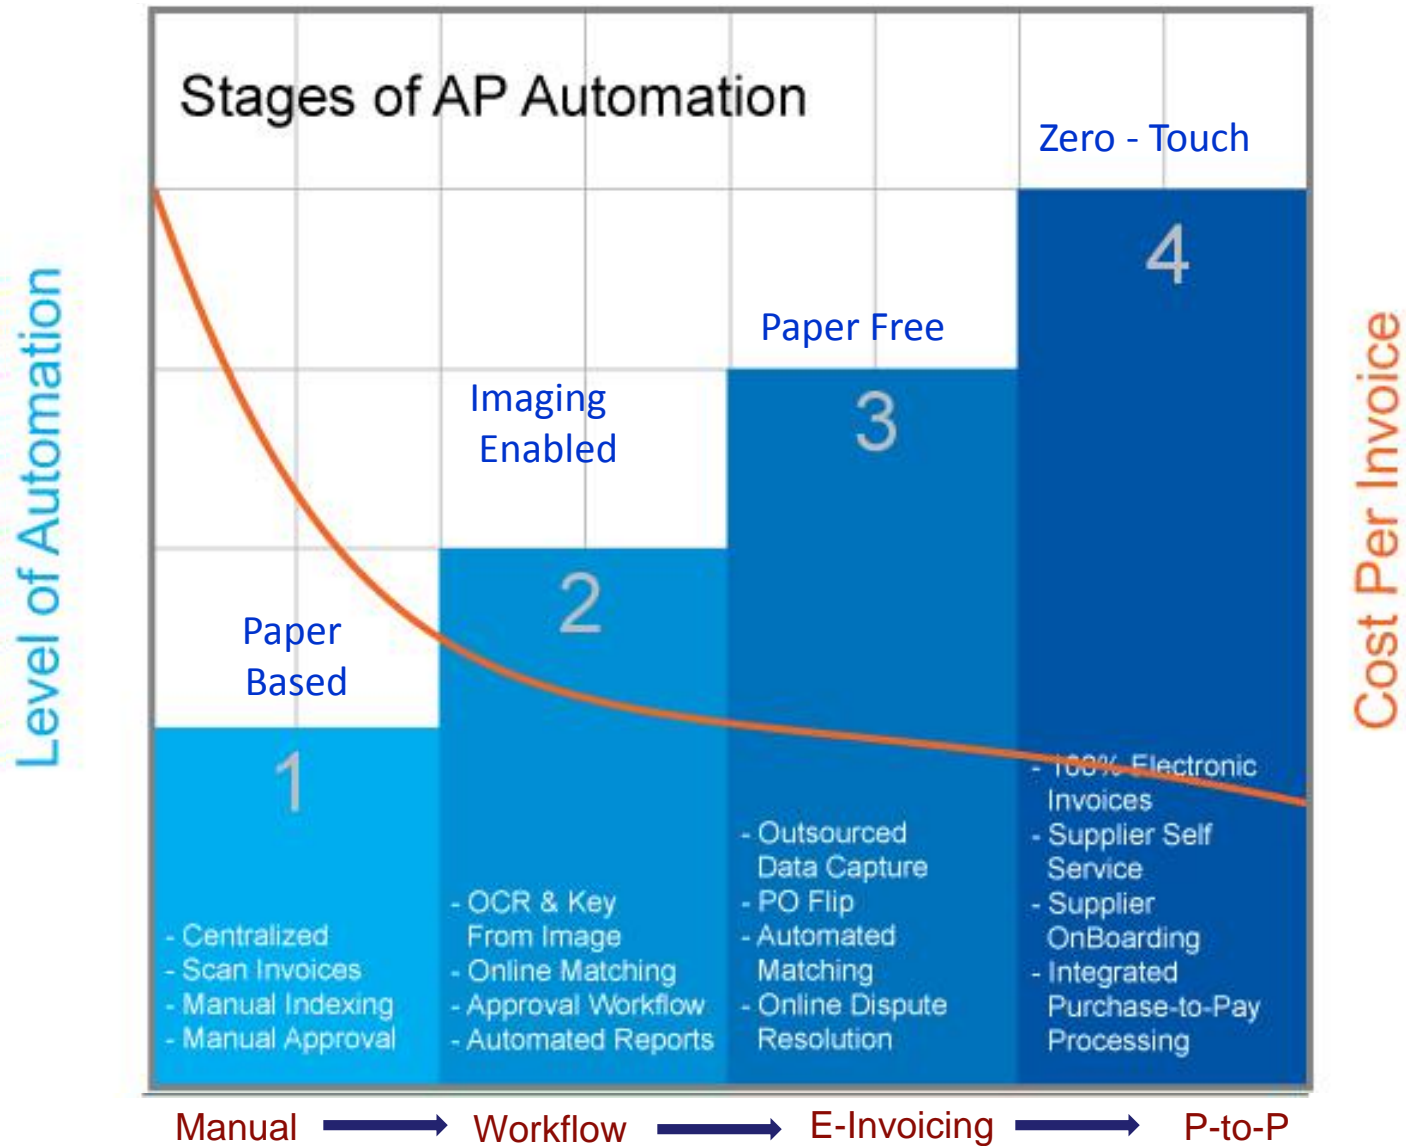 Stages of AP Automation
Zero - Touch
4
Paper Free
3
Imaging
Enabled
2
Paper
Based
1
Level of Automation
Cost Per Invoice
- Centralized
- Scan Invoices
- Manual Indexing
- Manual Approval
- OCR & Key
From Image
- Online Matching
- Approval Workflow
- Automated Reports
- Outsourced
Data Capture
- PO Flip
- Automated
Matching
- Online Dispute
Resolution
- 100% Electronic
Invoices
- Supplier Self
Service
- Supplier
OnBoarding
- Integrated
Purchase-to-Pay
Processing
Manual
Workflow
E-Invoicing
P-to-P